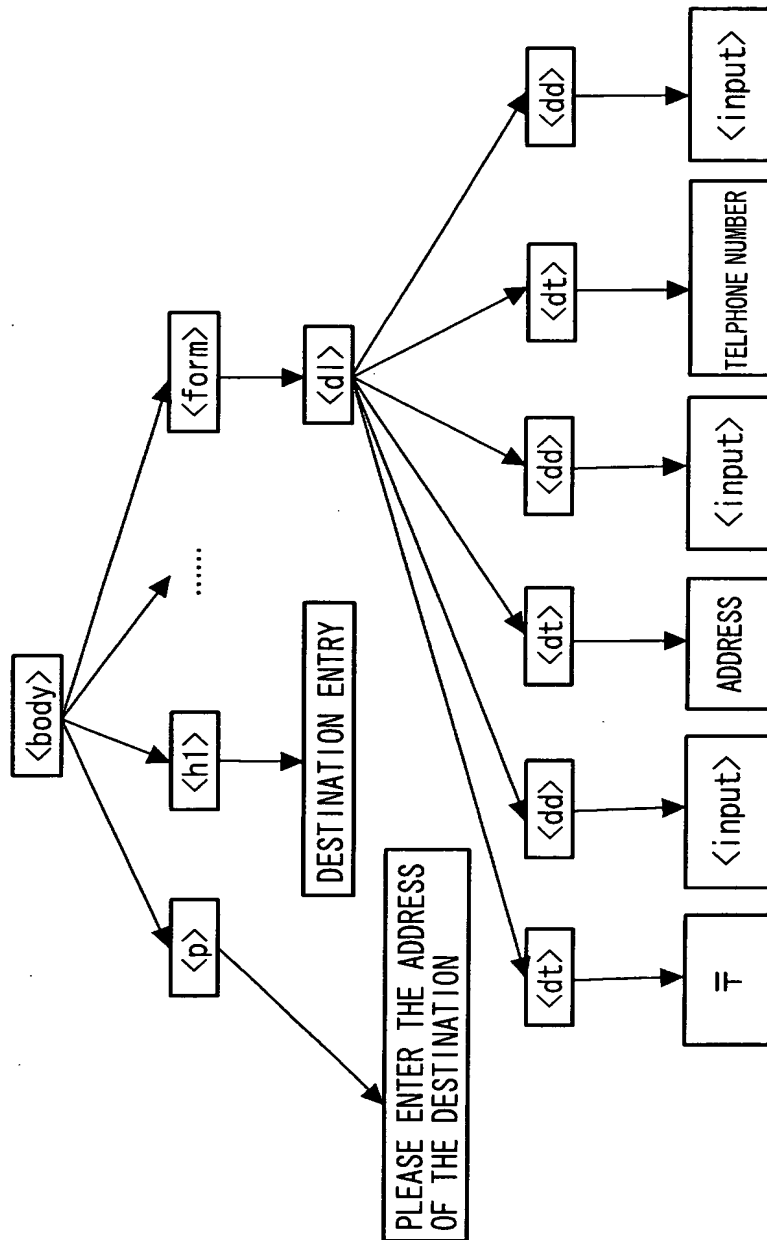 <body>
<p>
<h1>
......
<form>
PLEASE ENTER THE ADDRESS
OF THE DESTINATION
DESTINATION ENTRY
<dl>
<dt>
<dd>
<dt>
<dd>
<dt>
<dd>
〒
<input>
ADDRESS
<input>
TELPHONE NUMBER
<input>